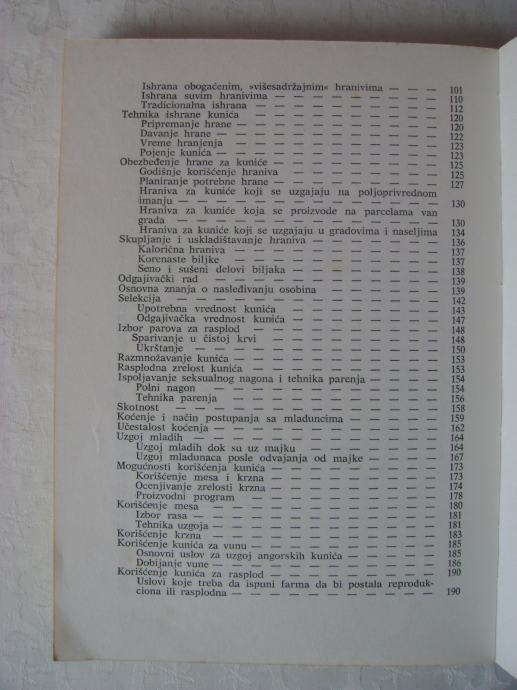 Ishrana obogaćenim, »višesadržajnim« hranivima — — — 101
Ishrana suvim hranivima — — — — — — — — 110
Tradicionalna ishrana — — — — — — — — — 112
Tehnika ishrane kunića — — — — — — — — — 120
Pripremanje hrane — — — — — — — — — — 120
Davanje hrane — — — — — — — — — — — 122
Vreme hranjenja — — — — — — — — — — 123
Pojenje kunića — — — — — — — — — — — 123
Obezbeđenje hrane za kuniće — — — — — — — — 125
Godišnje korišćenje hraniva — — — — — — — 125
Planiranje potrebne hrane — — — — — — — — 127
Hraniva za kuniće koji se uzgajaju na poljoprivrednom
imanju — — — — — — — — — — — — 130
Hraniva za kuniće koja se proizvode na parcelama van
grada — — — — — — — — — — — — 130
Hraniva za kuniće koji se uzgajaju u gradovima i naseljima 134
Skupljanje i uskladištavanje hraniva — — — — — — 136
Kalorična hraniva — — — — — — — — — — 137
Korenaste biljke — — — — — — — — — — 137
Seno i sušeni delovi biljaka — — — — — — — 138
Odgajivački rad — — — — — — — — — — — 139
Osnovna znanja o nasleđivanju osobina — — — — — 139
Selekcija — — — — — — — — — — — — — 142
Upotrebna vrednost kunića — — — — — — — — 143
Odgajivačka vrednost kunića — — — — — — — 147
Izbor parova za rasplod — — — — — — — — — 148
Sparivanje u čistoj krvi — — — — — — — — 148
Ukrštanje — — — — — — — — — — — — 150
Razmnožavanje kunića — — — — — — — — — 153
Rasplodna zrelost kunića — — — — — — — — — 153
Ispoljavanje seksualnog nagona i tehnika parenja — — — 154
Polni nagon — — — — — — — — — — — 154
Tehnika parenja — — — — — — — — — — 156
Skotnost — — — — — — — — — — — — — 158
Koćenje i način postupanja sa mladuncima — — — — 159
Učestalost koćenja — — — — — — — — — — 162
Uzgoj mladih — — — — — — — — — — — — 164
Uzgoj mladih dok su uz majku — — — — — — 164
Uzgoj mladunaca posle odvajanja od majke — — — — 167
Mogućnosti korišćenja kunića — — — — — — — — 173
Korišćenje mesa i krzna — — — — — — — — 173
Ocenjivanje zrelosti krzna — — — — — — — — 174
Proizvodni program — — — — — — — — — 178
Korišćenje mesa — — — — — — — — — — — 180
Izbor rasa — — — — — — — — — — — — 181
Tehnika uzgoja — — — — — — — — — — — 181
Korišćenje krzna — — — — — — — — — — — 183
Korišćenje kunića za vunu — — — — — — — — 185
Osnovni uslov za uzgoj angorskih kunića — — — — 185
Dobijanje vune — — — — — — — — — — — 186
Korišćenje kunića za rasplod — — — — — — — — 190
Uslovi koje treba da ispuni farma da bi postala reproduk-
ciona ili rasplodna — — — — — — — — — — 190